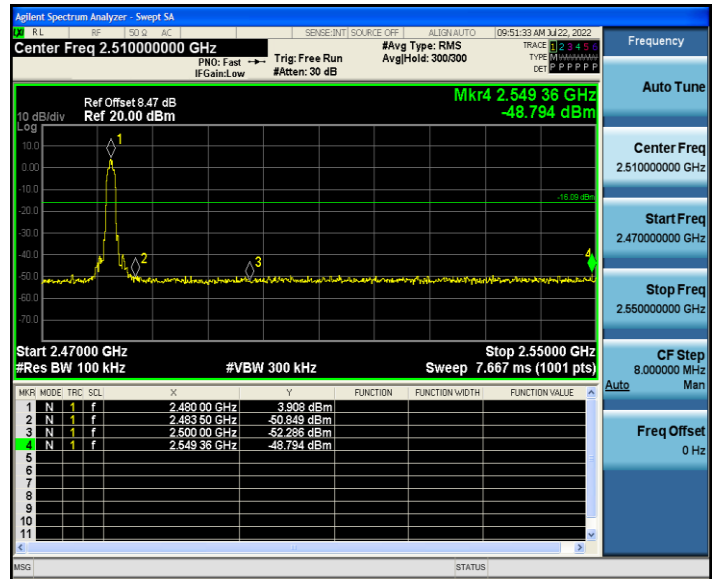 Agilent Spectrum Analyzer - Swept SA
RL RF 50 Ω AC SENSE:INT SOURCE OFF ALIGNAUTO 09:51:33 AM Jul 22, 2022
Center Freq 2.510000000 GHz #Avg Type: RMS TRACE 1 2 3 4 5 6
PNO: Fast Trig: Free Run Avg|Hold: 300/300 TYPE M
IFGain:Low #Atten: 30 dB DET P P P P P P
Mkr4 2.549 36 GHz
-48.794 dBm
Ref Offset 8.47 dB
10 dB/div Ref 20.00 dBm
Log
10.0
0.00
-10.0
-16.09 dBm
-30.0
-40.0
-50.0
-60.0
-70.0
1
2
3
4
Start 2.47000 GHz Stop 2.55000 GHz
#Res BW 100 kHz #VBW 300 kHz Sweep 7.667 ms (1001 pts)
MKR MODE TRC SCL X Y FUNCTION FUNCTION WIDTH FUNCTION VALUE
1 N 1 f 2.480 00 GHz 3.908 dBm
2 N 1 f 2.483 50 GHz -50.849 dBm
3 N 1 f 2.500 00 GHz -52.286 dBm
4 N 1 f 2.549 36 GHz -48.794 dBm
5
6
7
8
9
10
11
MSG STATUS
Frequency
Auto Tune
Center Freq
2.510000000 GHz
Start Freq
2.470000000 GHz
Stop Freq
2.550000000 GHz
CF Step
8.000000 MHz
Auto Man
Freq Offset
0 Hz